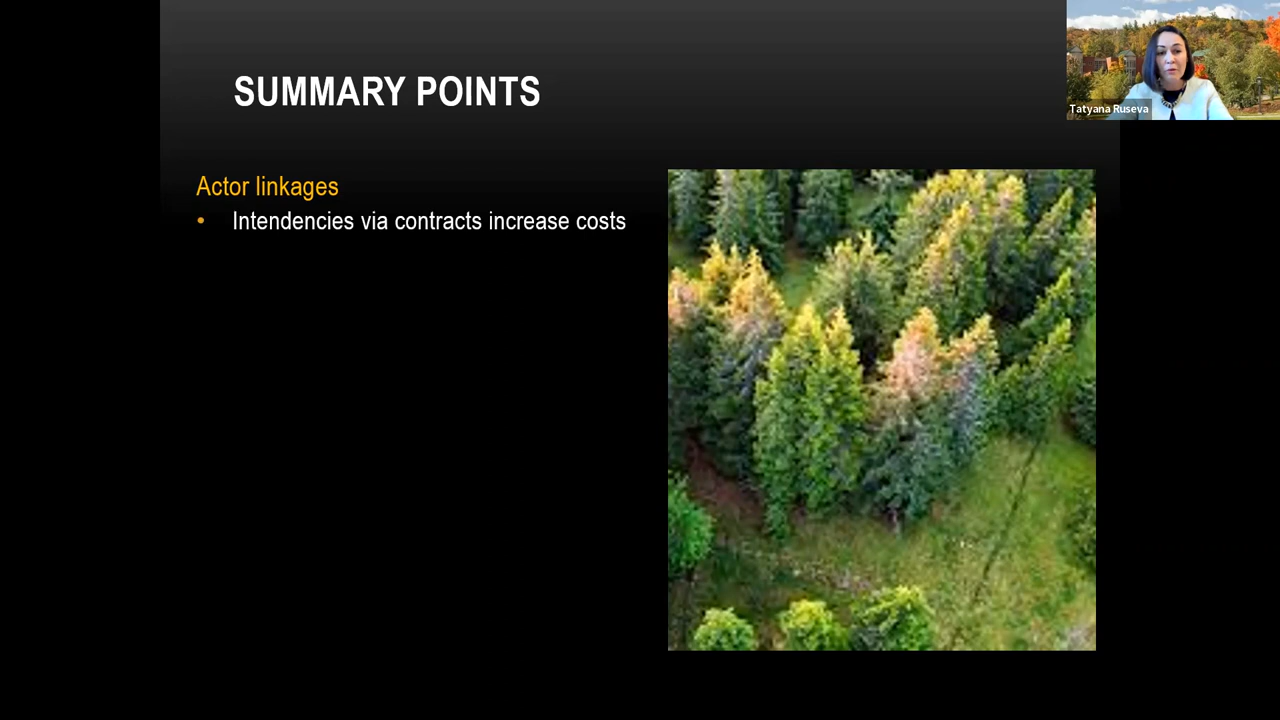 SUMMARY POINTS
Tatyana Ruseva
Actor linkages
• Intendencies via contracts increase costs